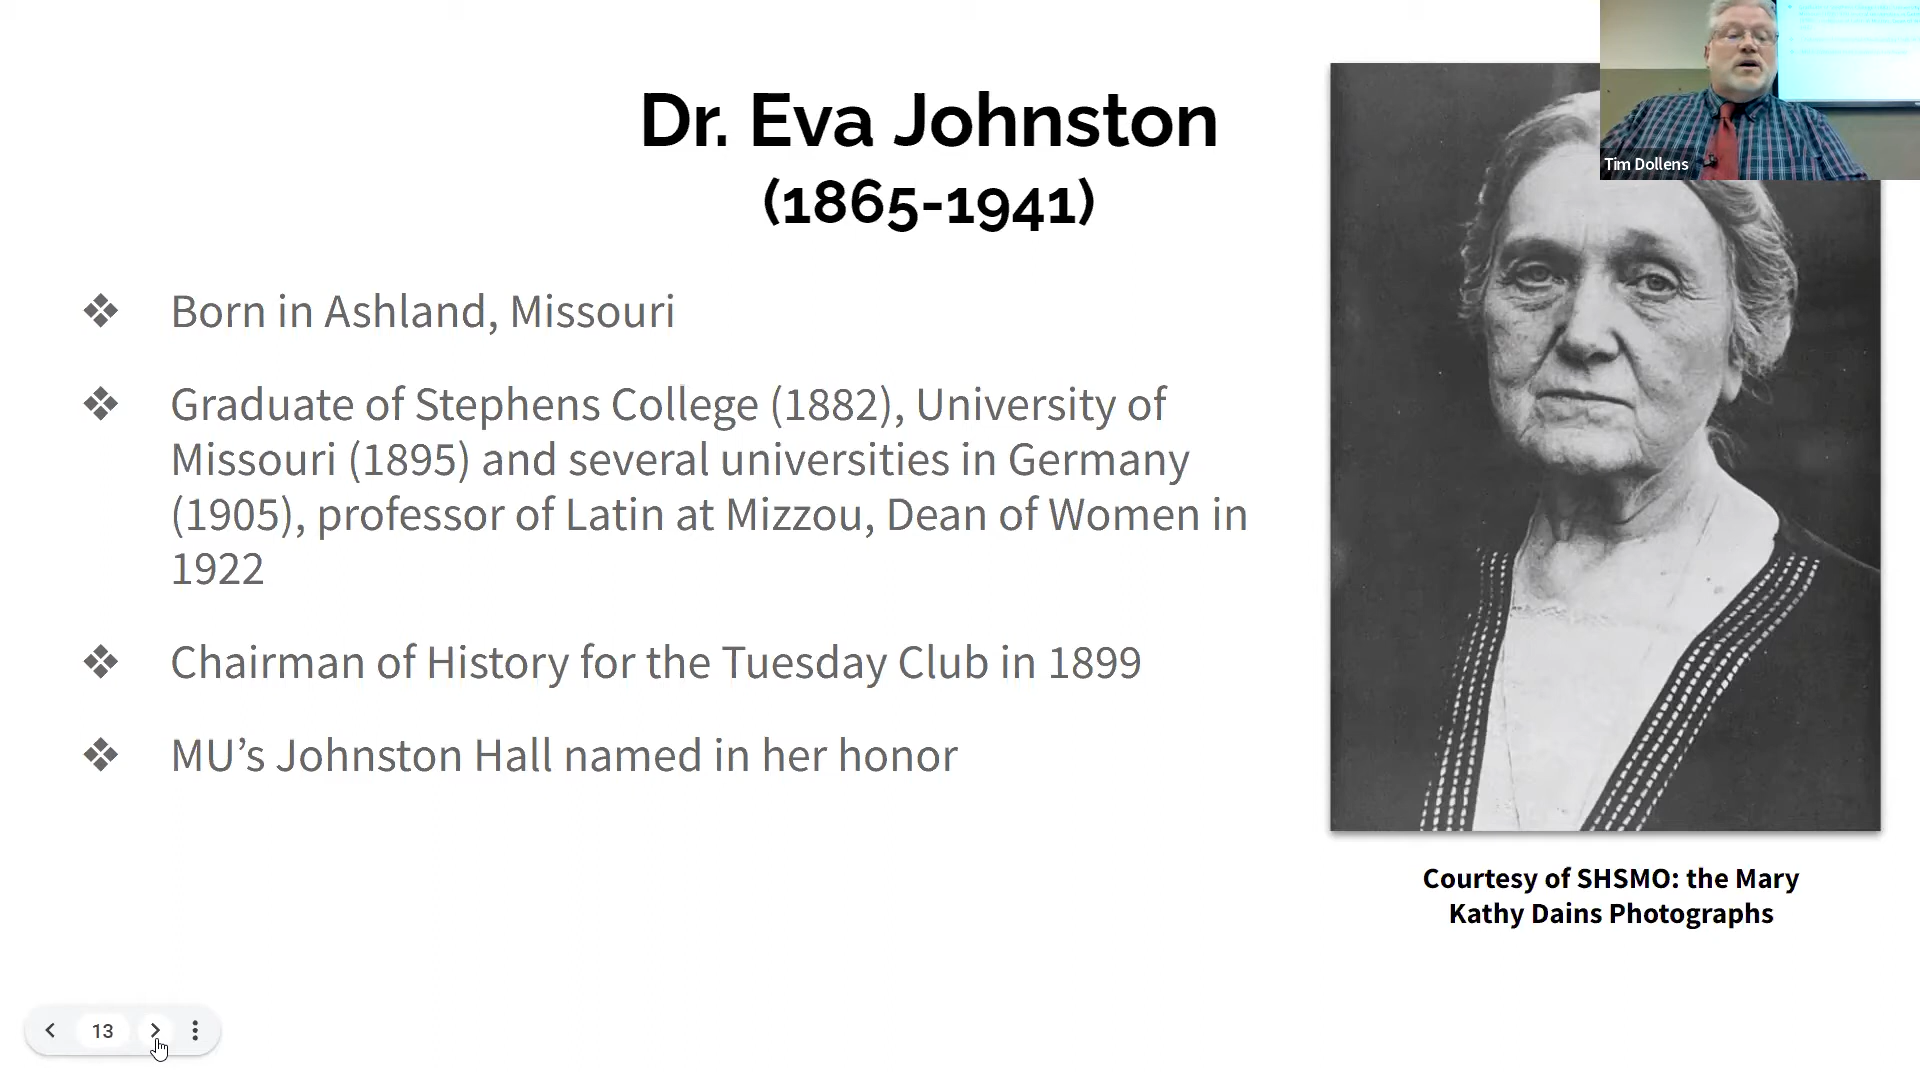 Dr. Eva Johnston
(1865-1941)
Tim Dollens
❖ Born in Ashland, Missouri
❖ Graduate of Stephens College (1882), University of
Missouri (1895) and several universities in Germany
(1905), professor of Latin at Mizzou, Dean of Women in
1922
❖ Chairman of History for the Tuesday Club in 1899
❖ MU’s Johnston Hall named in her honor
Courtesy of SHSMO: the Mary
Kathy Dains Photographs
13